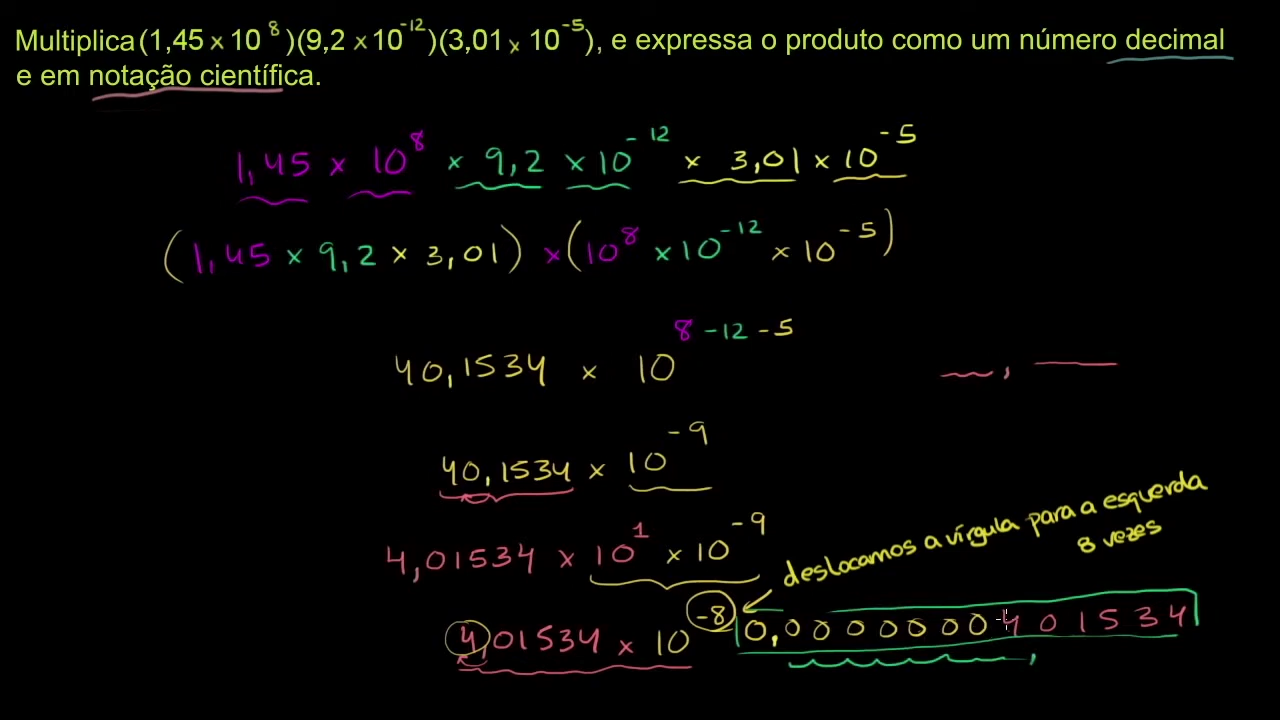 Multiplica (1,45 × 10⁸)(9,2 × 10⁻¹²)(3,01 × 10⁻⁵), e expressa o produto como um número decimal
e em notação científica.
1,45 × 10⁸ × 9,2 × 10⁻¹² × 3,01 × 10⁻⁵
(1,45 × 9,2 × 3,01) × (10⁸ × 10⁻¹² × 10⁻⁵)
40,1534 × 10⁸⁻¹²⁻⁵
,
40,1534 × 10⁻⁹
4,01534 × 10¹ × 10⁻⁹
deslocamos a vírgula para a esquerda
8 vezes
4,01534 × 10⁻⁸
0,0000000401534
,